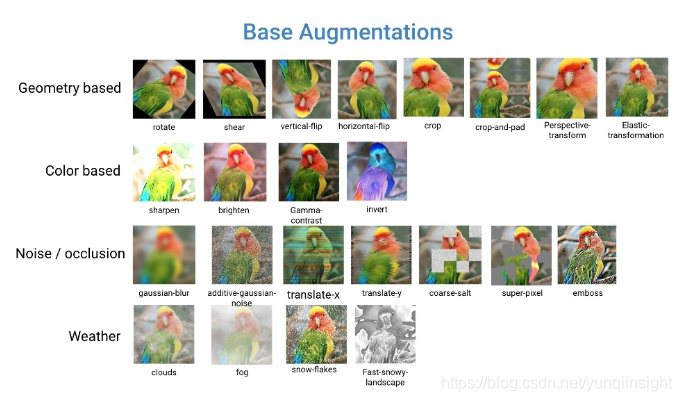 Base Augmentations
Geometry based
rotate
shear
vertical-flip
horizontal-flip
crop
crop-and-pad
Perspective-
transform
Elastic-
transformation
Color based
sharpen
brighten
Gamma-
contrast
invert
Noise / occlusion
gaussian-blur
additive-gaussian-
noise
translate-x
translate-y
coarse-salt
super-pixel
emboss
Weather
clouds
fog
snow-flakes
Fast-snowy-
landscape
https://blog.csdn.net/yunqiinsight